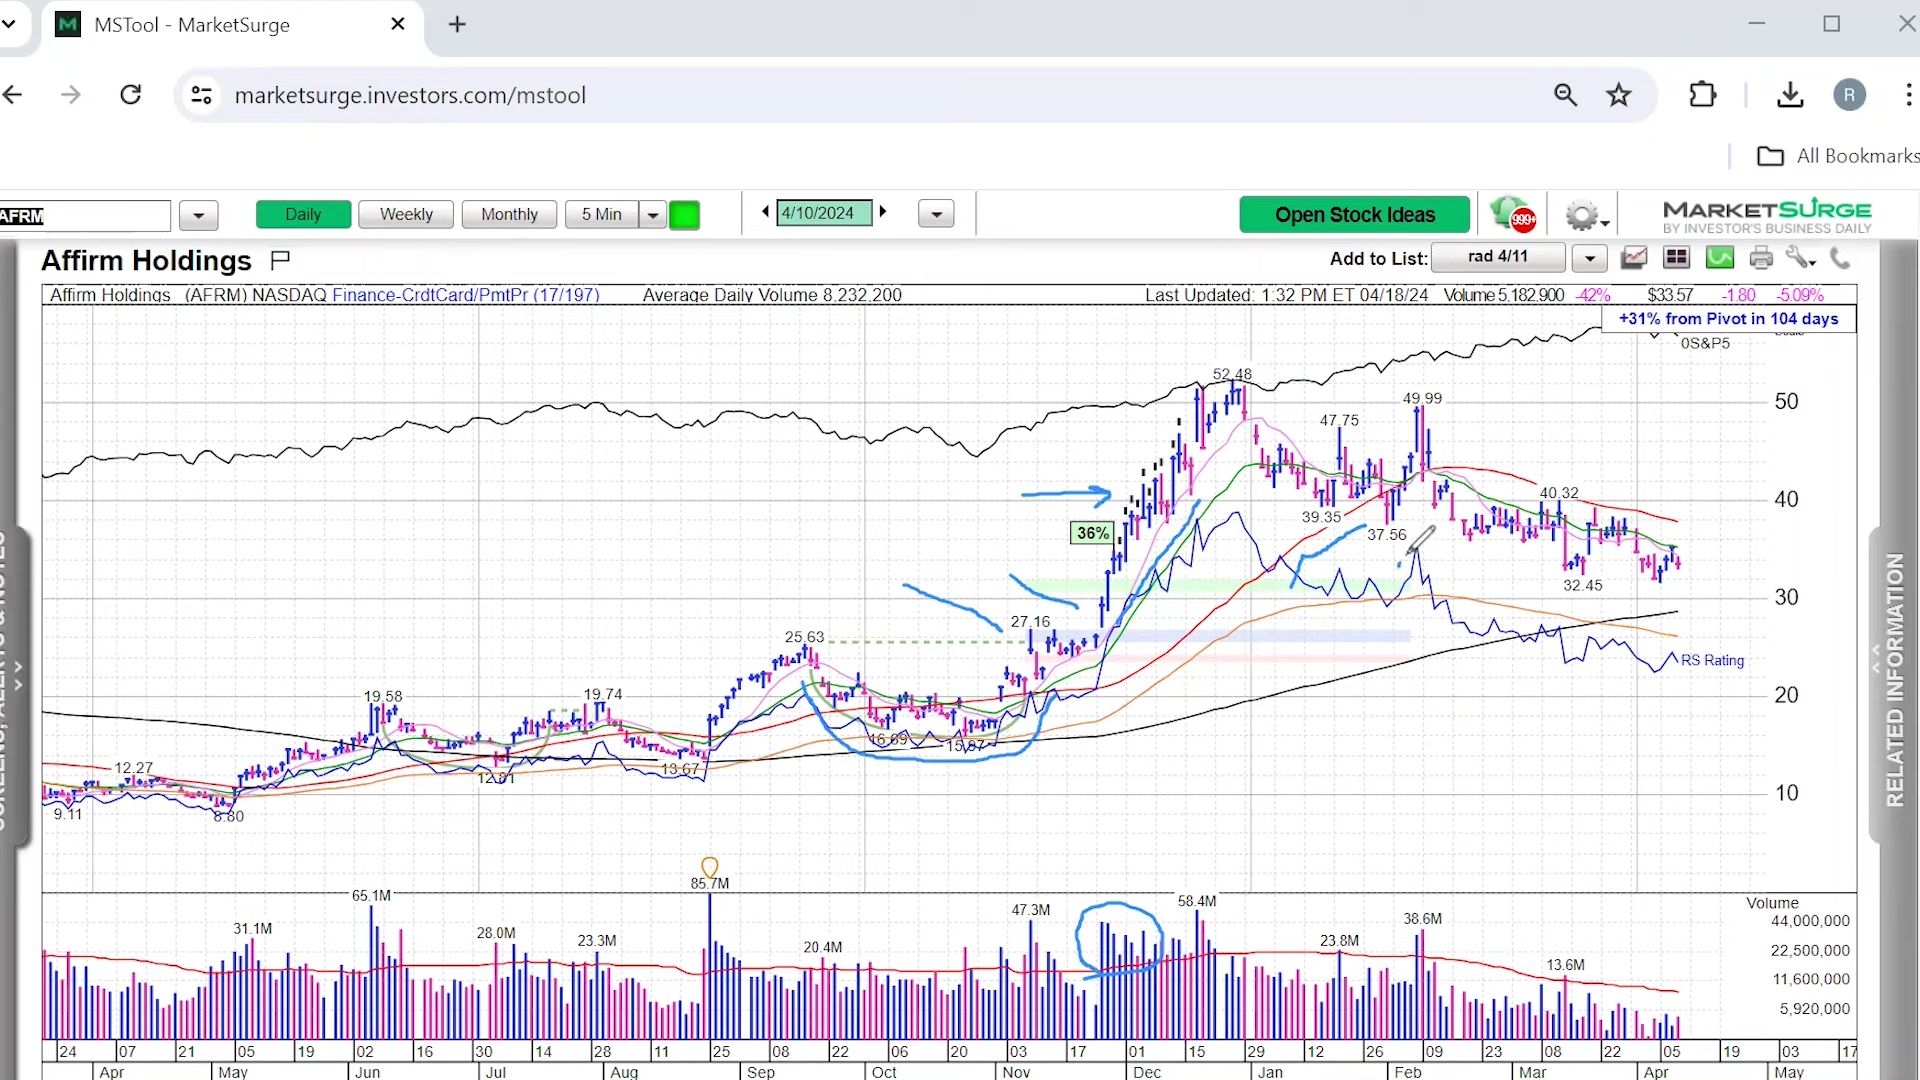 MSTool - MarketSurge
marketsurge.investors.com/mstool
R
All Bookmarks
AFRM
Daily
Weekly
Monthly
5 Min
4/10/2024
Open Stock Ideas
999+
MARKETSURGE
BY INVESTOR'S BUSINESS DAILY
Affirm Holdings
Add to List:
rad 4/11
Affirm Holdings (AFRM) NASDAQ Finance-CrdtCard/PmtPr (17/197) Average Daily Volume 8,232,200 Last Updated: 1:32 PM ET 04/18/24 Volume 5,182,900 -42% $33.57 -1.80 -5.09%
+31% from Pivot in 104 days
0S&P5
52.48
50
49.99
47.75
40
40.32
39.35
36%
37.56
32.45
30
27.16
25.63
RS Rating
20
19.58
19.74
16.69
15.97
12.27
12.81
13.67
10
9.11
8.80
85.7M
65.1M
58.4M
Volume
47.3M
44,000,000
38.6M
31.1M
28.0M
23.3M
20.4M
23.8M
22,500,000
13.6M
11,600,000
5,920,000
24 07 21 05 19 02 16 30 14 28 11 25 08 22 06 20 03 17 01 15 29 12 26 09 23 08 22 05 19 03 17
Apr May Jun Jul Aug Sep Oct Nov Dec Jan Feb Mar Apr May
RELATED INFORMATION